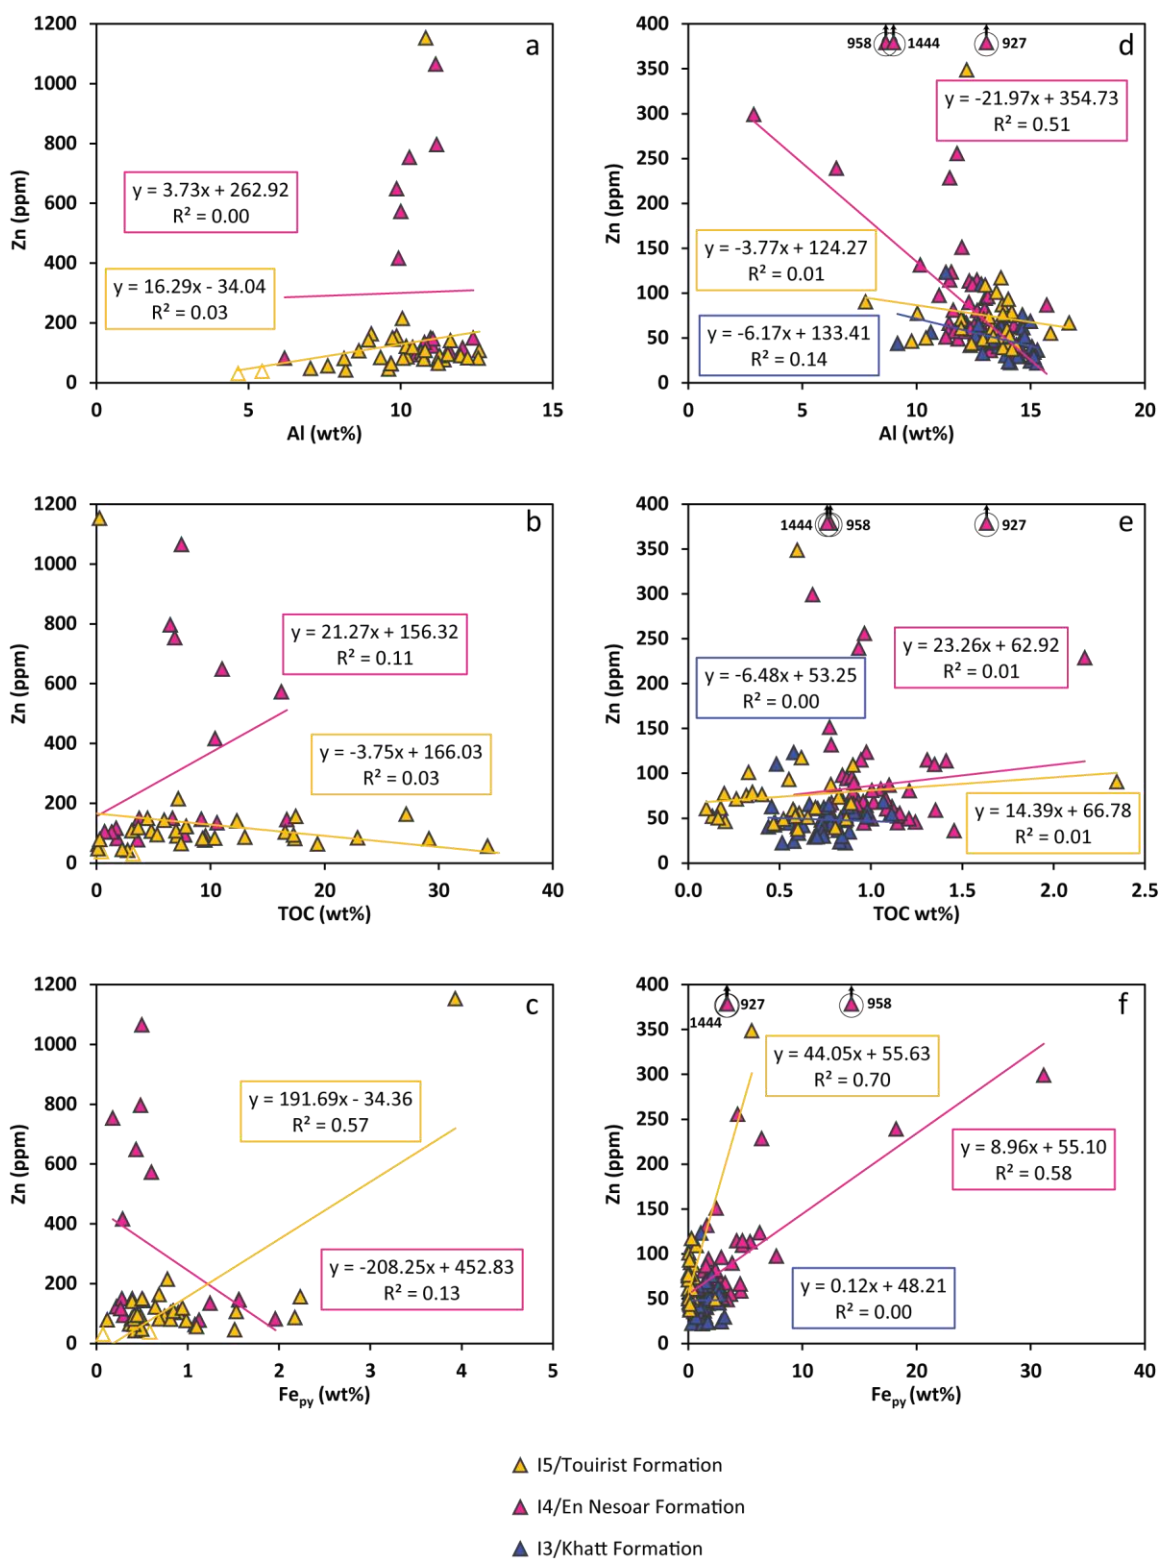 a
1200
1000
800
600
400
200
0
Zn (ppm)
y = 3.73x + 262.92
R² = 0.00
y = 16.29x - 34.04
R² = 0.03
0 5 10 15
Al (wt%)
d
400
350
300
250
200
150
100
50
0
Zn (ppm)
958 1444 927
y = -21.97x + 354.73
R² = 0.51
y = -3.77x + 124.27
R² = 0.01
y = -6.17x + 133.41
R² = 0.14
0 5 10 15 20
Al (wt%)
b
1200
1000
800
600
400
200
0
Zn (ppm)
y = 21.27x + 156.32
R² = 0.11
y = -3.75x + 166.03
R² = 0.03
0 10 20 30 40
TOC (wt%)
e
400
350
300
250
200
150
100
50
0
Zn (ppm)
1444 958 927
y = 23.26x + 62.92
R² = 0.01
y = -6.48x + 53.25
R² = 0.00
y = 14.39x + 66.78
R² = 0.01
0.0 0.5 1.0 1.5 2.0 2.5
TOC wt%)
c
1200
1000
800
600
400
200
0
Zn (ppm)
y = 191.69x - 34.36
R² = 0.57
y = -208.25x + 452.83
R² = 0.13
0 1 2 3 4 5
Fepy (wt%)
f
400
350
300
250
200
150
100
50
0
Zn (ppm)
927 958
1444
y = 44.05x + 55.63
R² = 0.70
y = 8.96x + 55.10
R² = 0.58
y = 0.12x + 48.21
R² = 0.00
0 10 20 30 40
Fepy (wt%)
I5/Tourist Formation
I4/En Nesoar Formation
I3/Khatt Formation